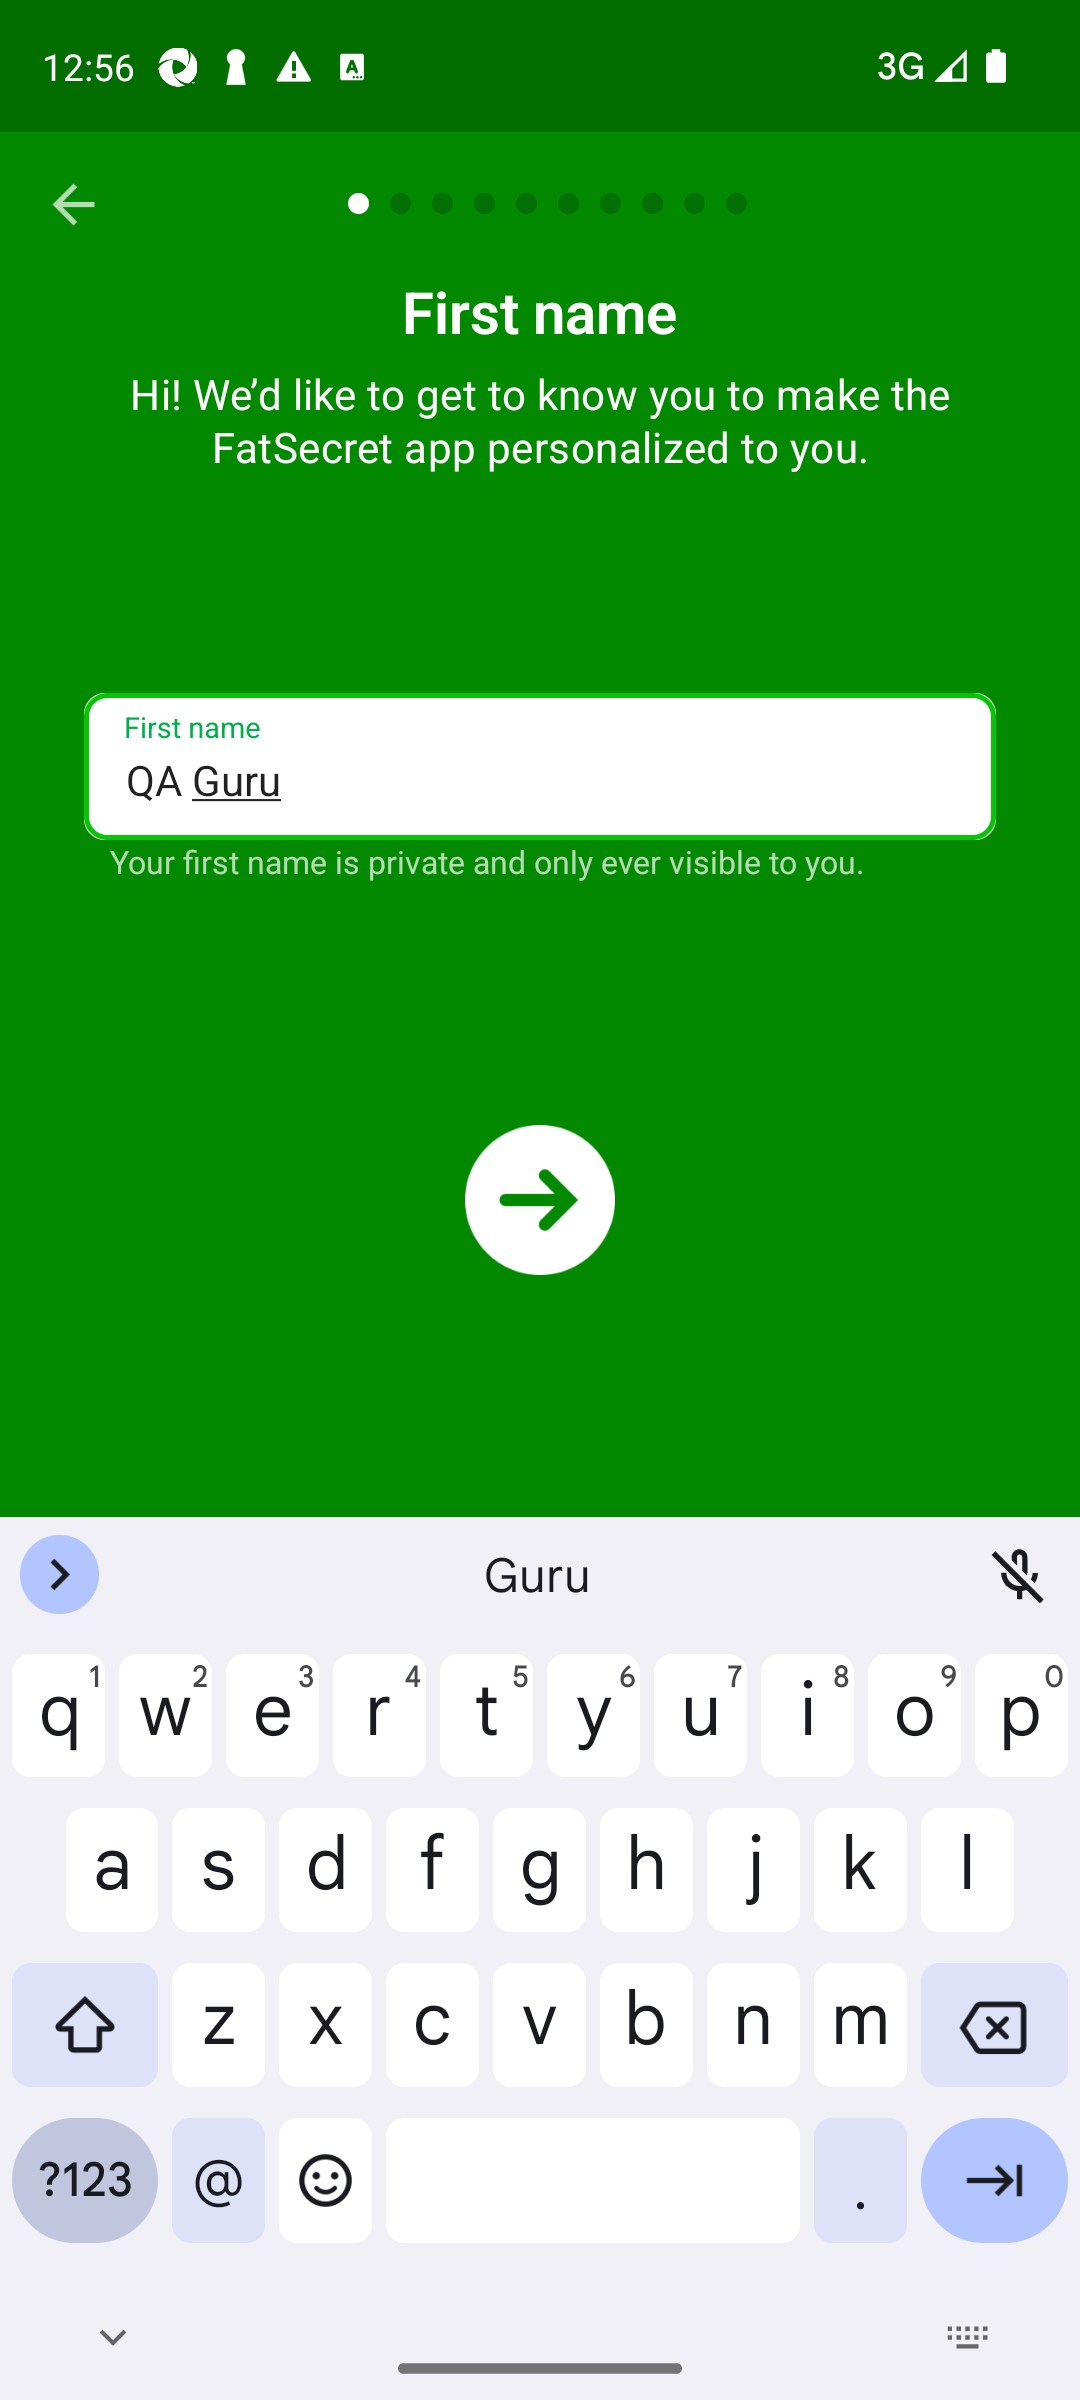 12:56
3G
First name
Hi! We’d like to get to know you to make the
FatSecret app personalized to you.
First name
QA Guru
Your first name is private and only ever visible to you.
Guru
q 1 w 2 e 3 r 4 t 5 y 6 u 7 i 8 o 9 p 0
a s d f g h j k l
z x c v b n m
?123 @ .